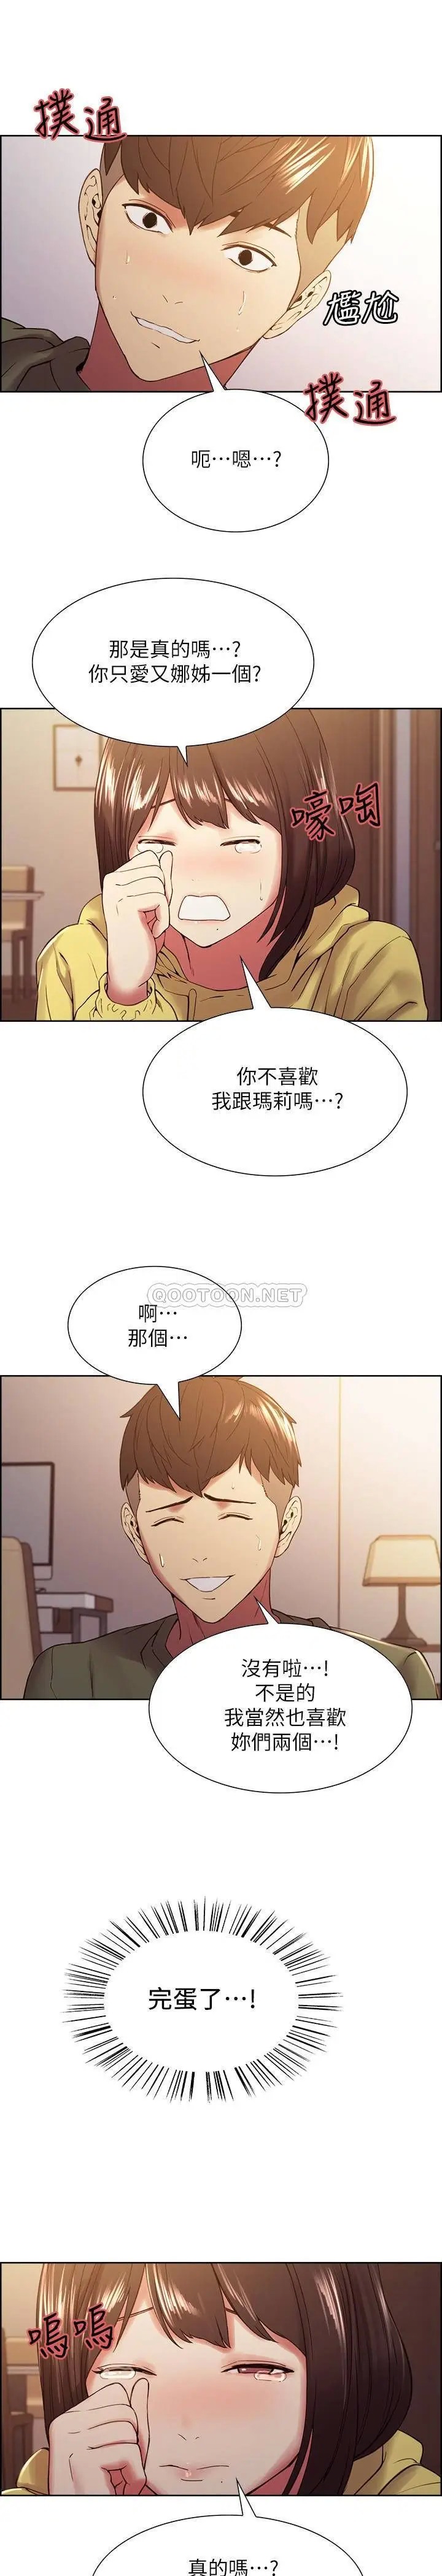 撲通
尷尬
撲通
呃⋯嗯⋯?
那是真的嗎⋯?
你只愛又娜姊一個?
嚎啕
你不喜歡
我跟瑪莉嗎⋯?
QOOTOON.NET
啊⋯
那個⋯
沒有啦⋯!
不是的
我當然也喜歡
妳們兩個⋯!
完蛋了⋯!
嗚嗚
真的嗎⋯?